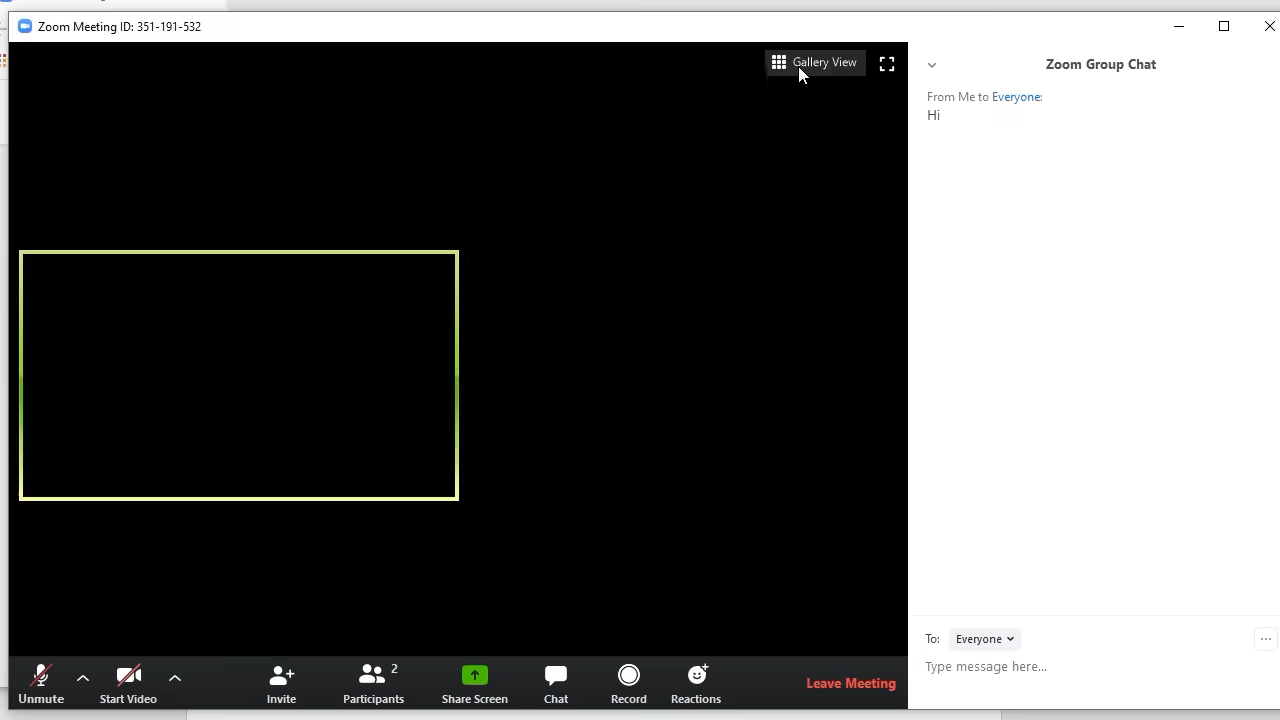 Zoom Meeting ID: 351-191-532
Gallery View
Zoom Group Chat
From Me to Everyone:
Hi
To: Everyone
Type message here...
Unmute
Start Video
Invite
2
Participants
Share Screen
Chat
Record
Reactions
Leave Meeting